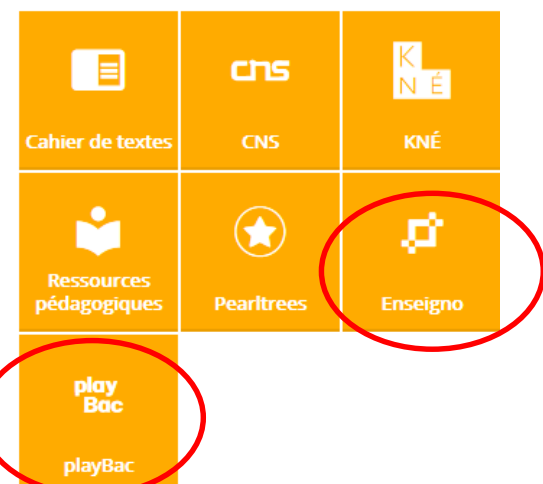 cns
K
N É
Cahier de textes
CNS
KNÉ
Ressources
pédagogiques
Pearltrees
Enseigno
play
Bac
playBac